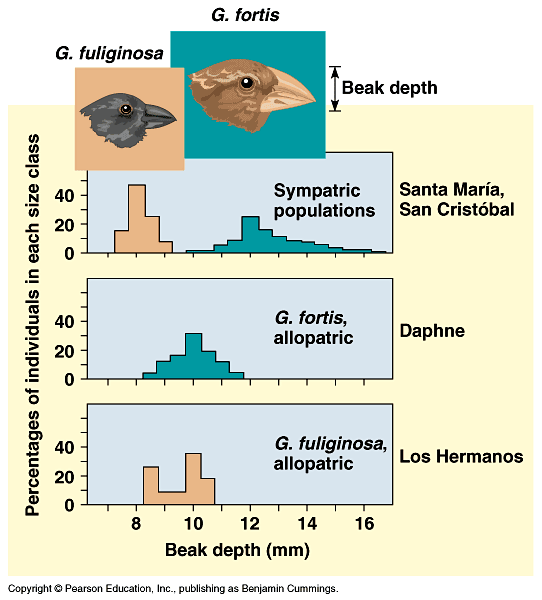 G. fortis
G. fuliginosa
Beak depth
Percentages of individuals in each size class
40
20
0
Sympatric
populations
Santa María,
San Cristóbal
40
20
0
G. fortis,
allopatric
Daphne
40
20
0
G. fuliginosa,
allopatric
Los Hermanos
8 10 12 14 16
Beak depth (mm)
Copyright © Pearson Education, Inc., publishing as Benjamin Cummings.